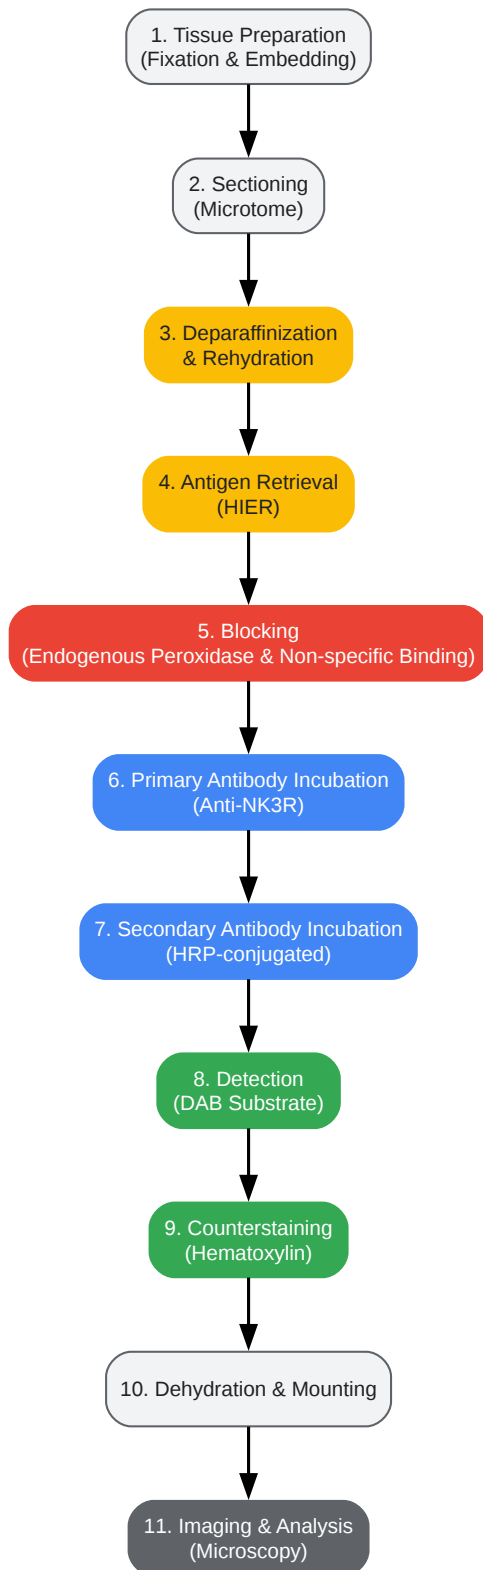 1. Tissue Preparation
(Fixation & Embedding)
2. Sectioning
(Microtome)
3. Deparaffinization
& Rehydration
4. Antigen Retrieval
(HIER)
5. Blocking
(Endogenous Peroxidase & Non-specific Binding)
6. Primary Antibody Incubation
(Anti-NK3R)
7. Secondary Antibody Incubation
(HRP-conjugated)
8. Detection
(DAB Substrate)
9. Counterstaining
(Hematoxylin)
10. Dehydration & Mounting
11. Imaging & Analysis
(Microscopy)